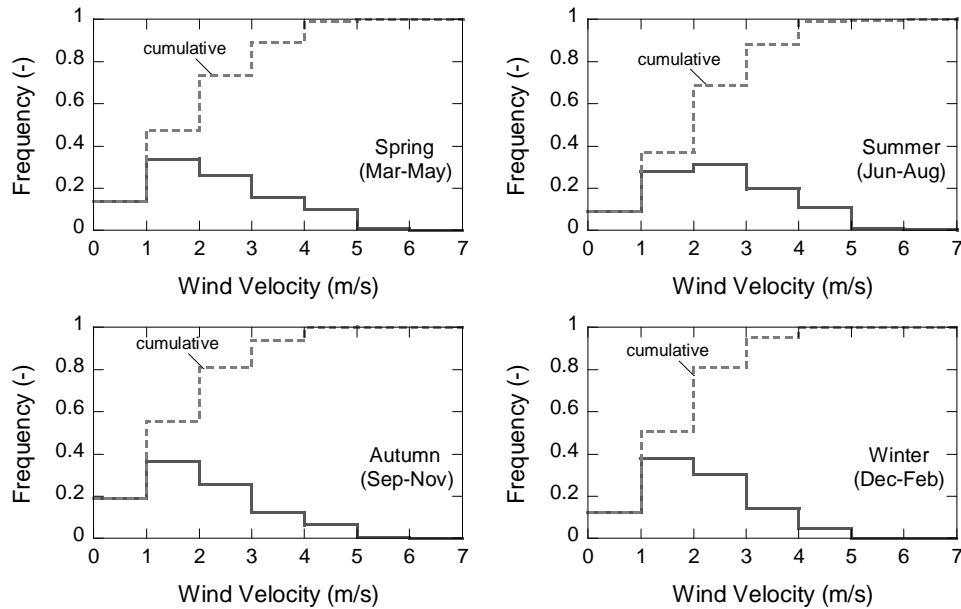 1
0.8
0.6
0.4
0.2
0
Frequency (-)
cumulative
Spring
(Mar-May)
0 1 2 3 4 5 6 7
Wind Velocity (m/s)
1
0.8
0.6
0.4
0.2
0
Frequency (-)
cumulative
Summer
(Jun-Aug)
0 1 2 3 4 5 6 7
Wind Velocity (m/s)
1
0.8
0.6
0.4
0.2
0
Frequency (-)
cumulative
Autumn
(Sep-Nov)
0 1 2 3 4 5 6 7
Wind Velocity (m/s)
1
0.8
0.6
0.4
0.2
0
Frequency (-)
cumulative
Winter
(Dec-Feb)
0 1 2 3 4 5 6 7
Wind Velocity (m/s)